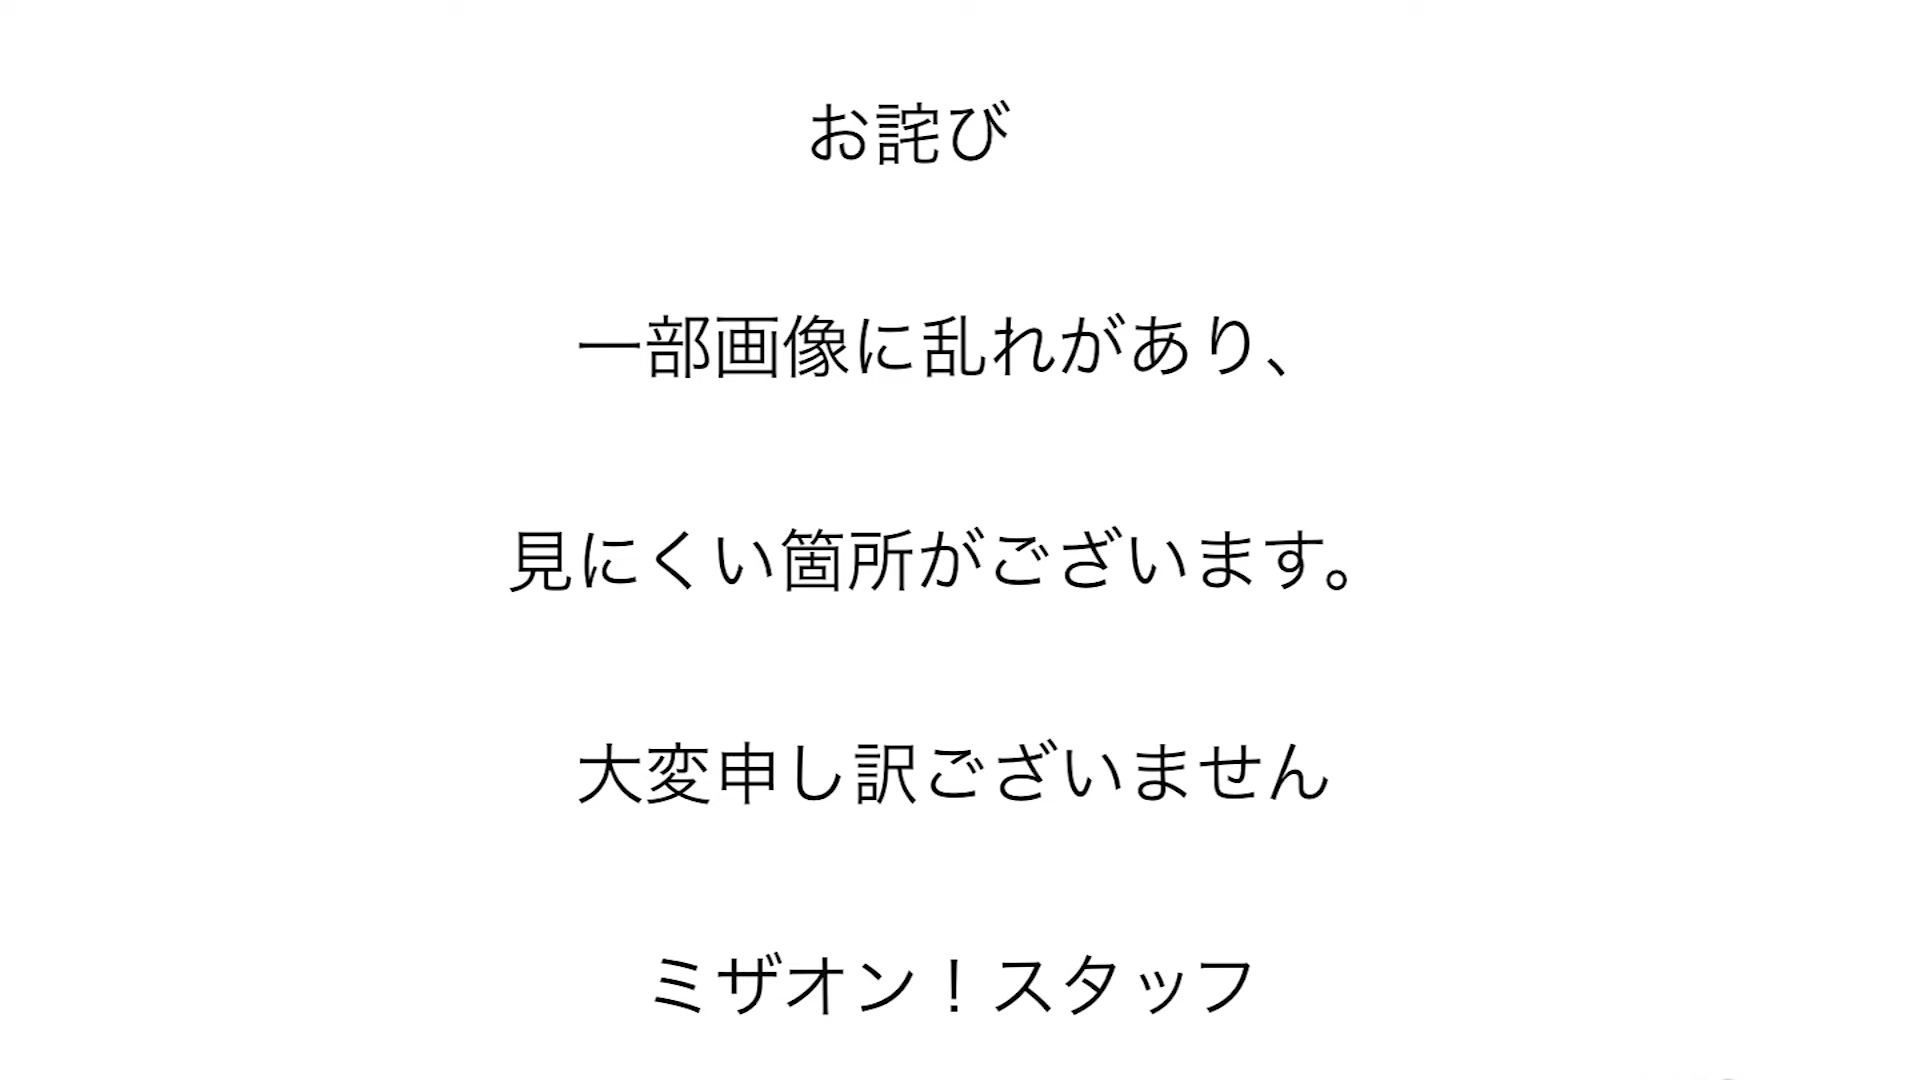 お詫び
一部画像に乱れがあり、
見にくい箇所がございます。
大変申し訳ございません
ミザオン！スタッフ